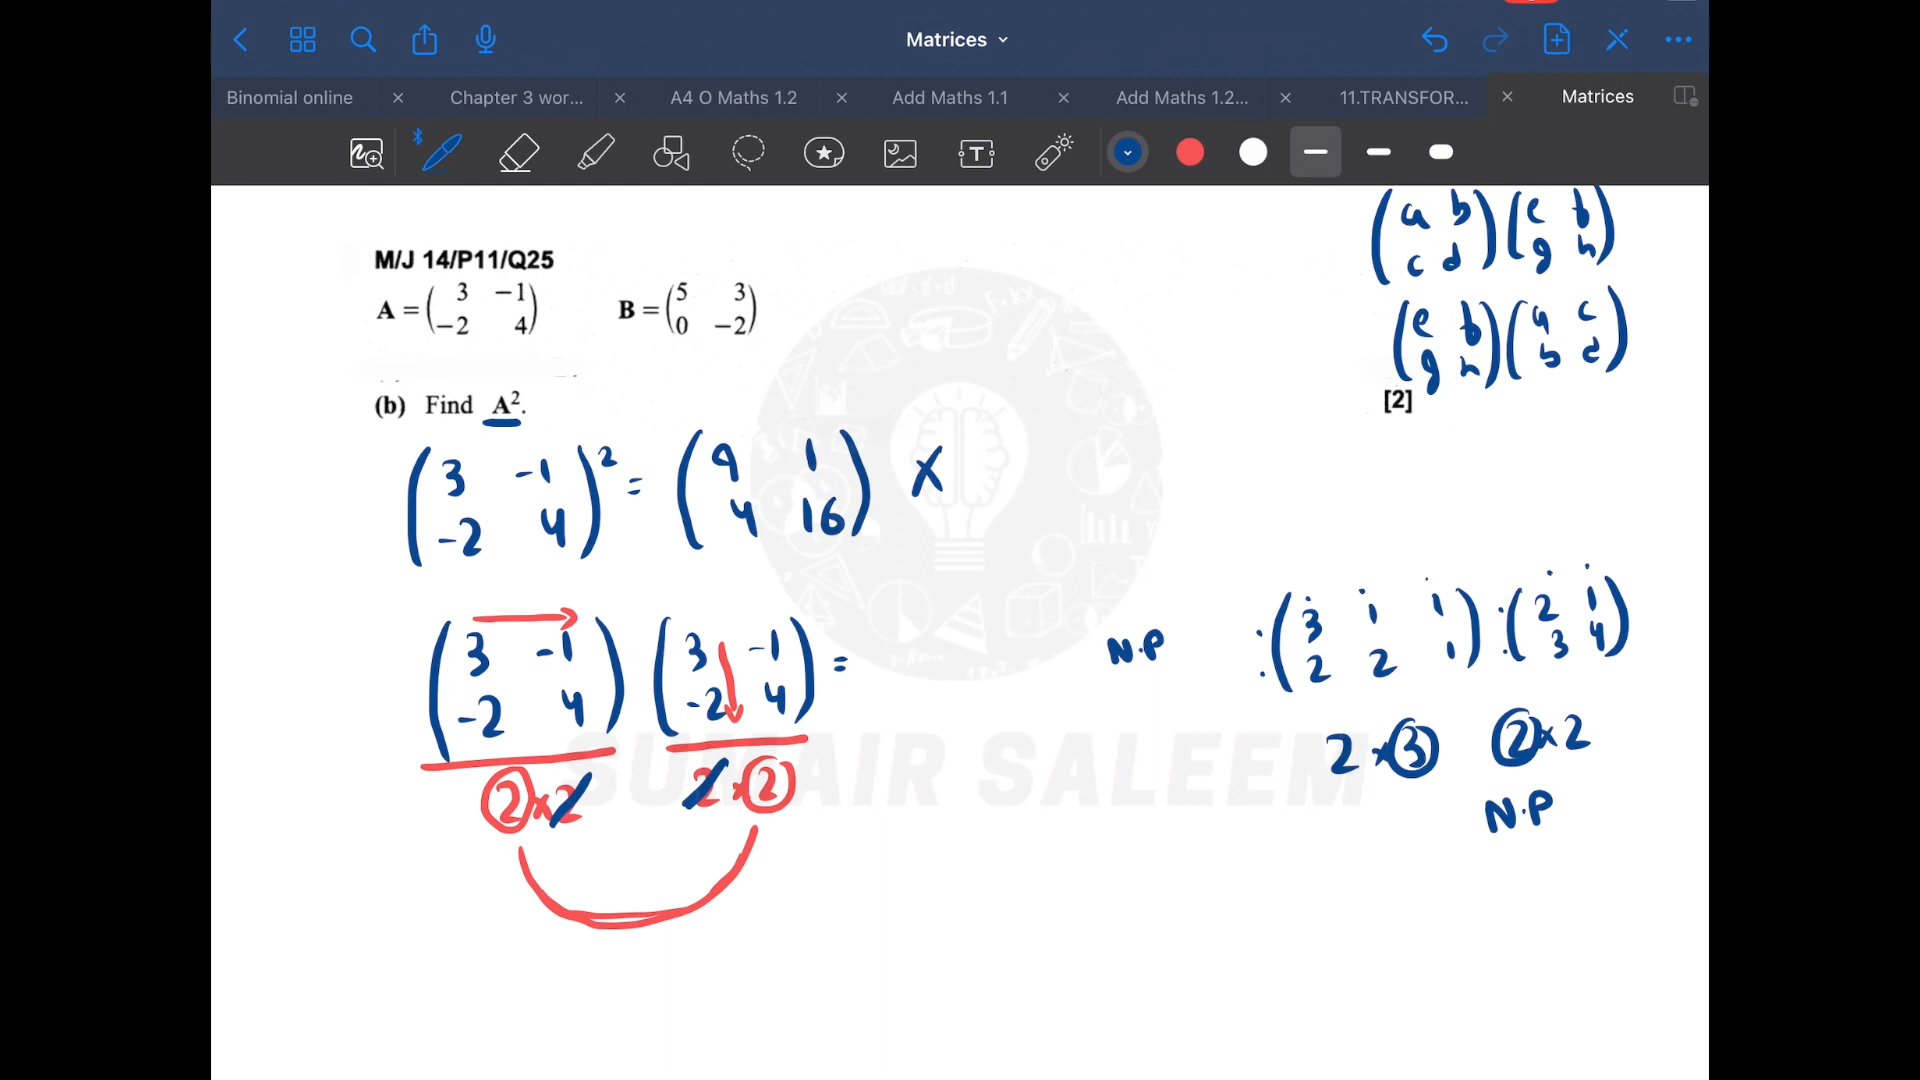 Matrices
Binomial online × Chapter 3 wor... × A4 O Maths 1.2 × Add Maths 1.1 × Add Maths 1.2... × 11.TRANSFOR... × Matrices
T
(a b) (e f)
(c d) (g h)
M/J 14/P11/Q25
A = ( 3 −1) B = (5 3)
(−2 4) (0 −2)
(e f) (a c)
(g h) (b d)
(b) Find A². [2]
( 3 -1)² = (9 1) X
(-2 4) (4 16)
( 3 -1) ( 3 -1) =
(-2 4) (-2 4)
N.P (3 1 1) (2 1)
(2 2 1) (3 4)
2×2 2×2
2×3 2×2
N.P
SUMAIR SALEEM